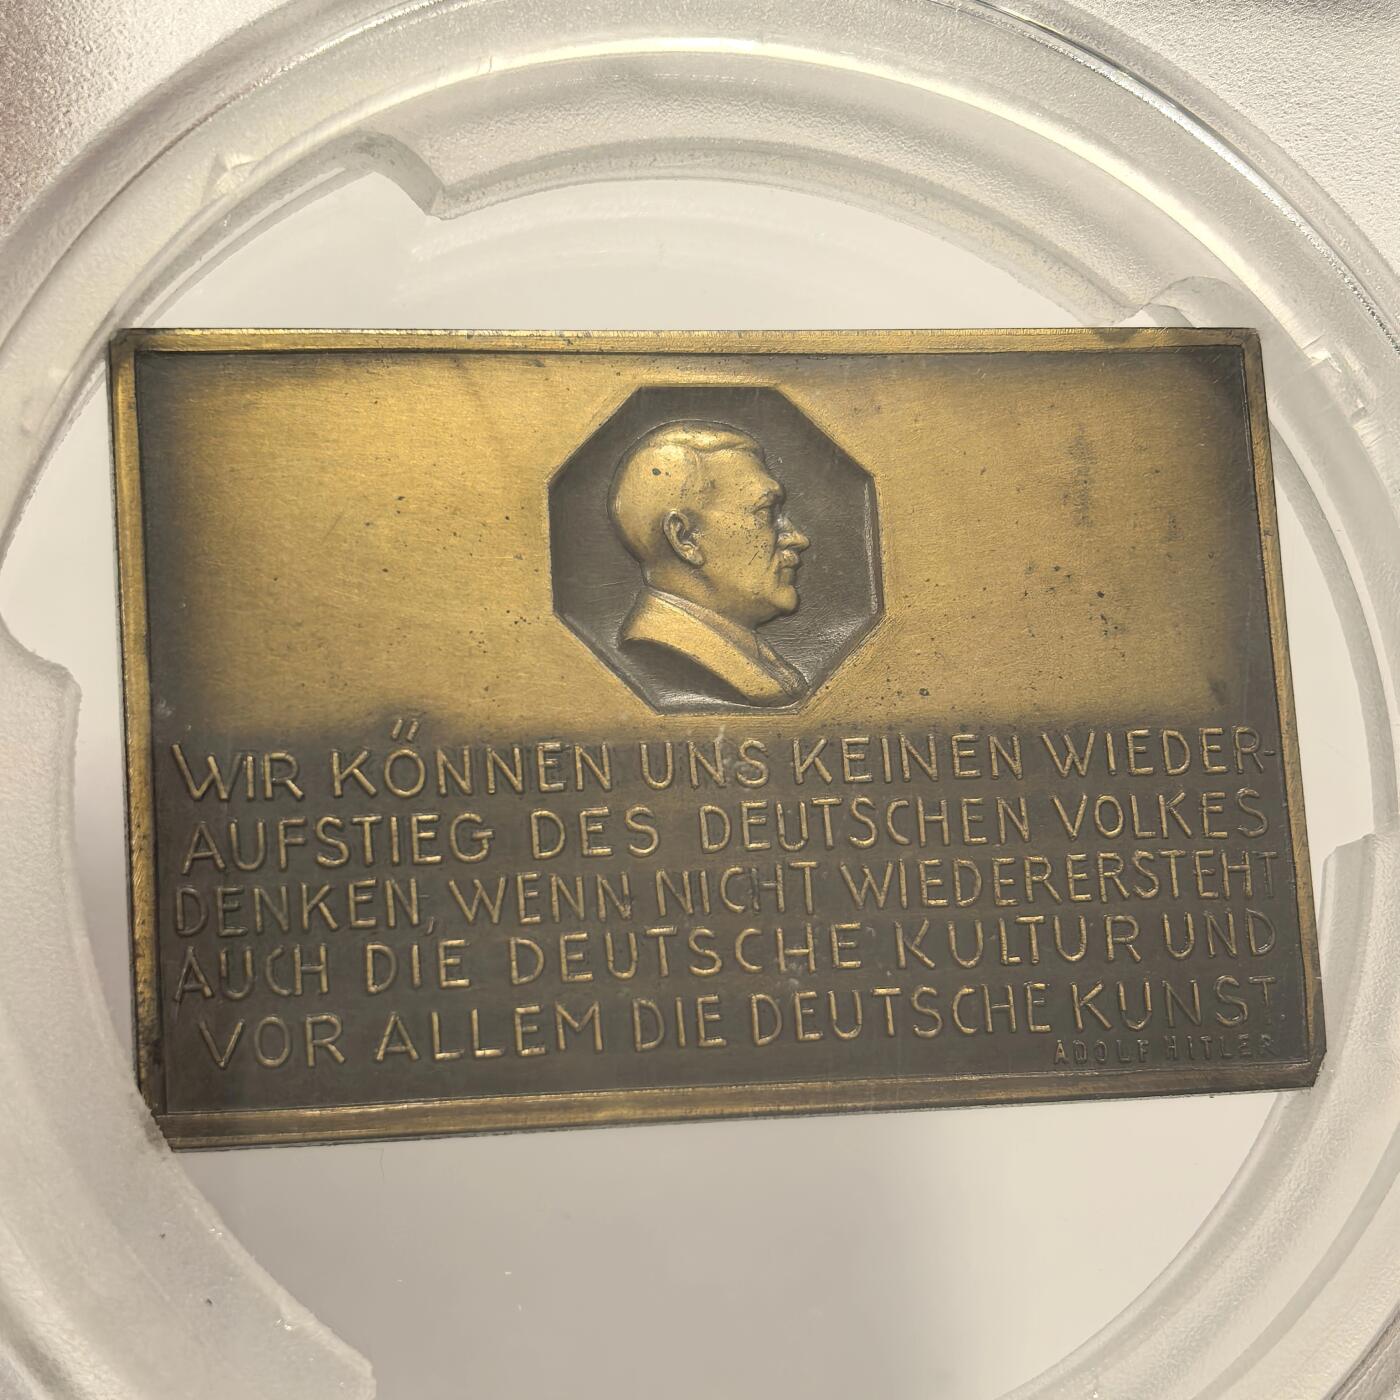 WIR KÖNNEN UNS KEINEN WIEDER-
AUFSTIEG DES DEUTSCHEN VOLKES
DENKEN, WENN NICHT WIEDERERSTEHT
AUCH DIE DEUTSCHE KULTUR UND
VOR ALLEM DIE DEUTSCHE KUNST
ADOLF HITLER